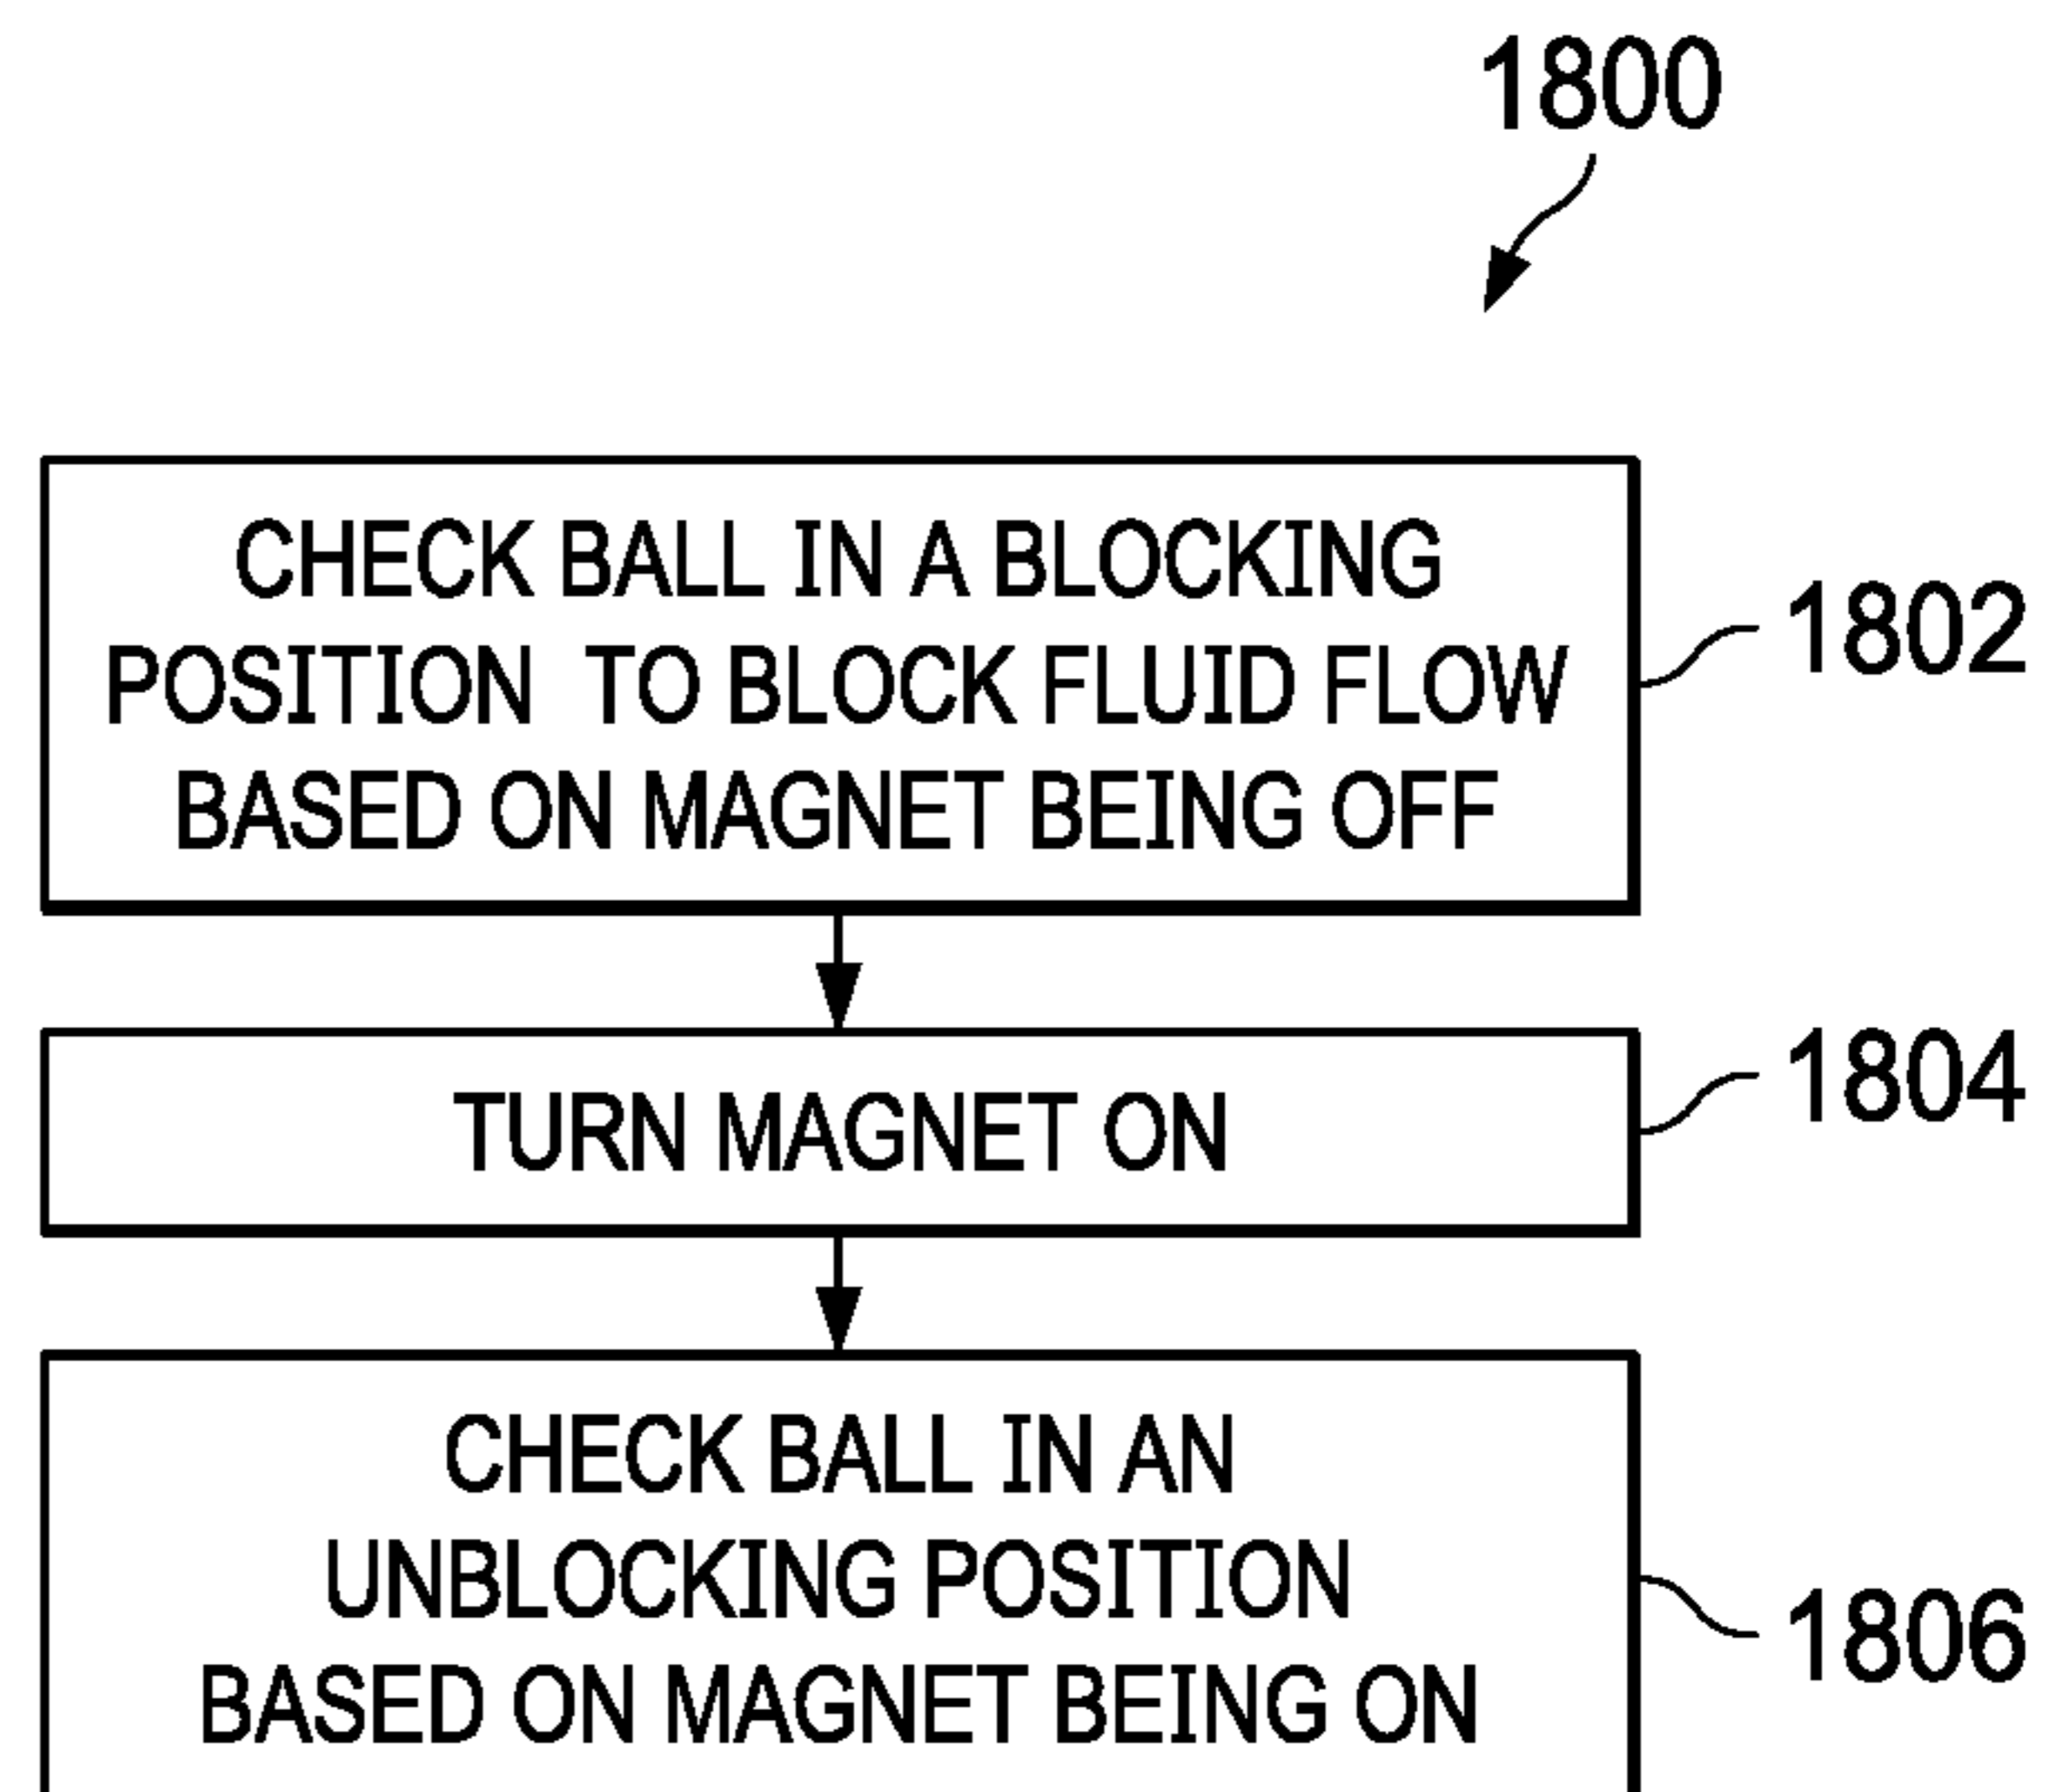 1800
CHECK BALL IN A BLOCKING
POSITION TO BLOCK FLUID FLOW
BASED ON MAGNET BEING OFF
1802
TURN MAGNET ON
1804
CHECK BALL IN AN
UNBLOCKING POSITION
BASED ON MAGNET BEING ON
1806